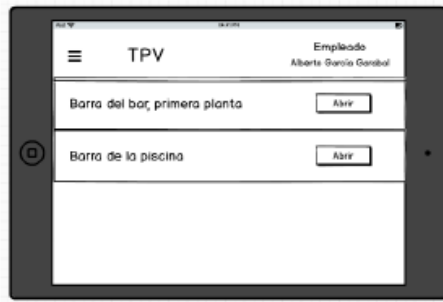 TPV
Empleado
Alberto García Garabal
Barra del bar, primera planta
Abrir
Barra de la piscina
Abrir